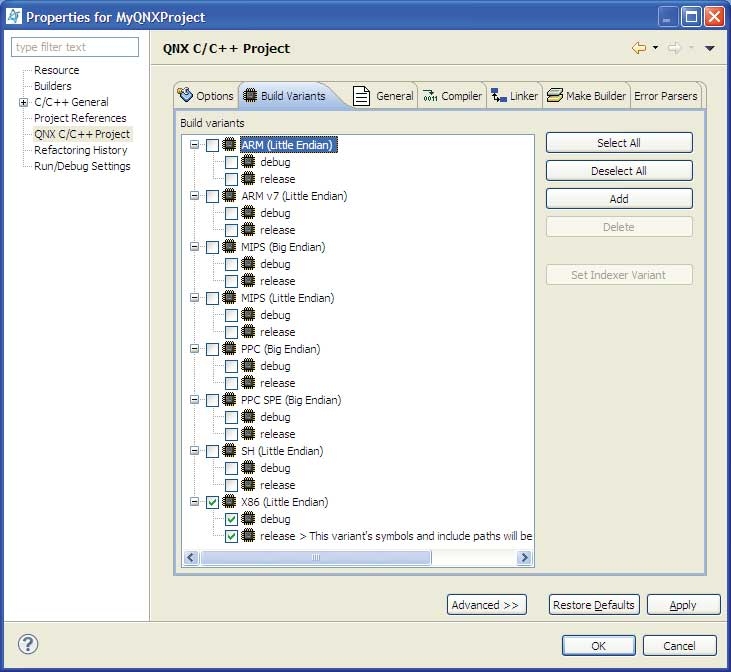 Properties for MyQNXProject
type filter text
Resource
Builders
C/C++ General
Project References
QNX C/C++ Project
Refactoring History
Run/Debug Settings
QNX C/C++ Project
Options Build Variants General Compiler Linker Make Builder Error Parsers
Build variants
ARM (Little Endian)
debug
release
ARM v7 (Little Endian)
debug
release
MIPS (Big Endian)
debug
release
MIPS (Little Endian)
debug
release
PPC (Big Endian)
debug
release
PPC SPE (Big Endian)
debug
release
SH (Little Endian)
debug
release
X86 (Little Endian)
debug
release > This variant's symbols and include paths will be
Select All
Deselect All
Add
Delete
Set Indexer Variant
Advanced >> Restore Defaults Apply
? OK Cancel